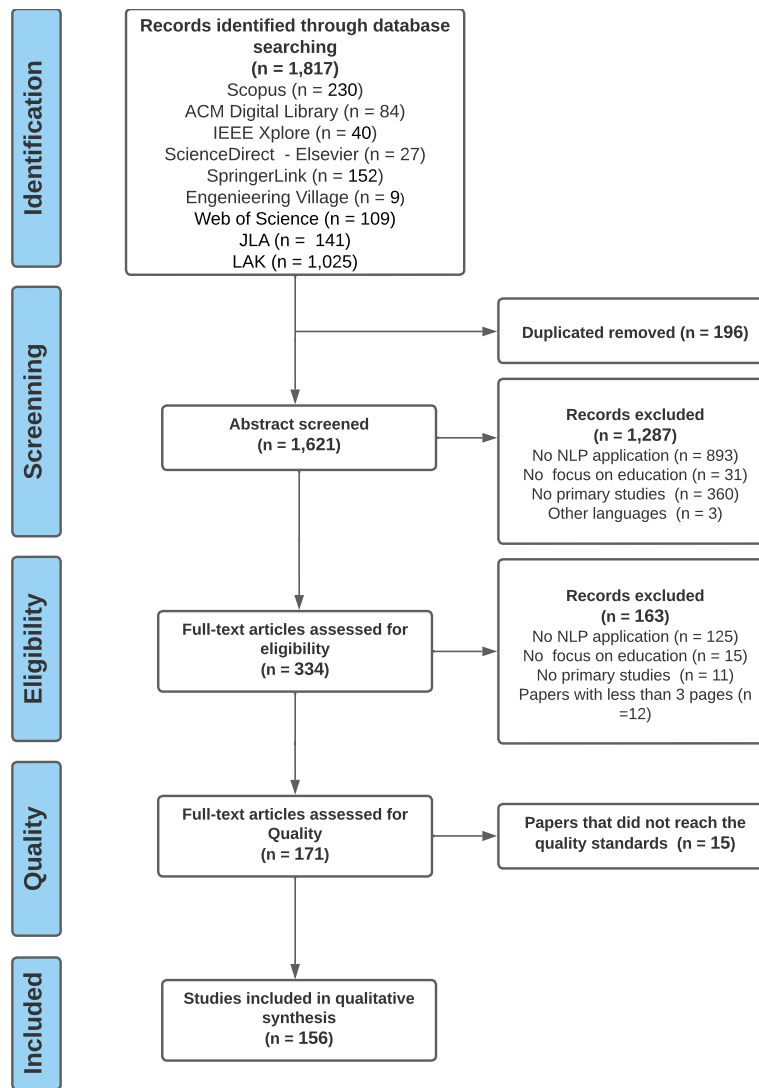 Identification
Records identified through database
searching
(n = 1,817)
Scopus (n = 230)
ACM Digital Library (n = 84)
IEEE Xplore (n = 40)
ScienceDirect - Elsevier (n = 27)
SpringerLink (n = 152)
Engenieering Village (n = 9)
Web of Science (n = 109)
JLA (n = 141)
LAK (n = 1,025)
Screnning
Duplicated removed (n = 196)
Abstract screened
(n = 1,621)
Records excluded
(n = 1,287)
No NLP application (n = 893)
No focus on education (n = 31)
No primary studies (n = 360)
Other languages (n = 3)
Eligibility
Full-text articles assessed for
eligibility
(n = 334)
Records excluded
(n = 163)
No NLP application (n = 125)
No focus on education (n = 15)
No primary studies (n = 11)
Papers with less than 3 pages (n
=12)
Quality
Full-text articles assessed for
Quality
(n = 171)
Papers that did not reach the
quality standards (n = 15)
Included
Studies included in qualitative
synthesis
(n = 156)